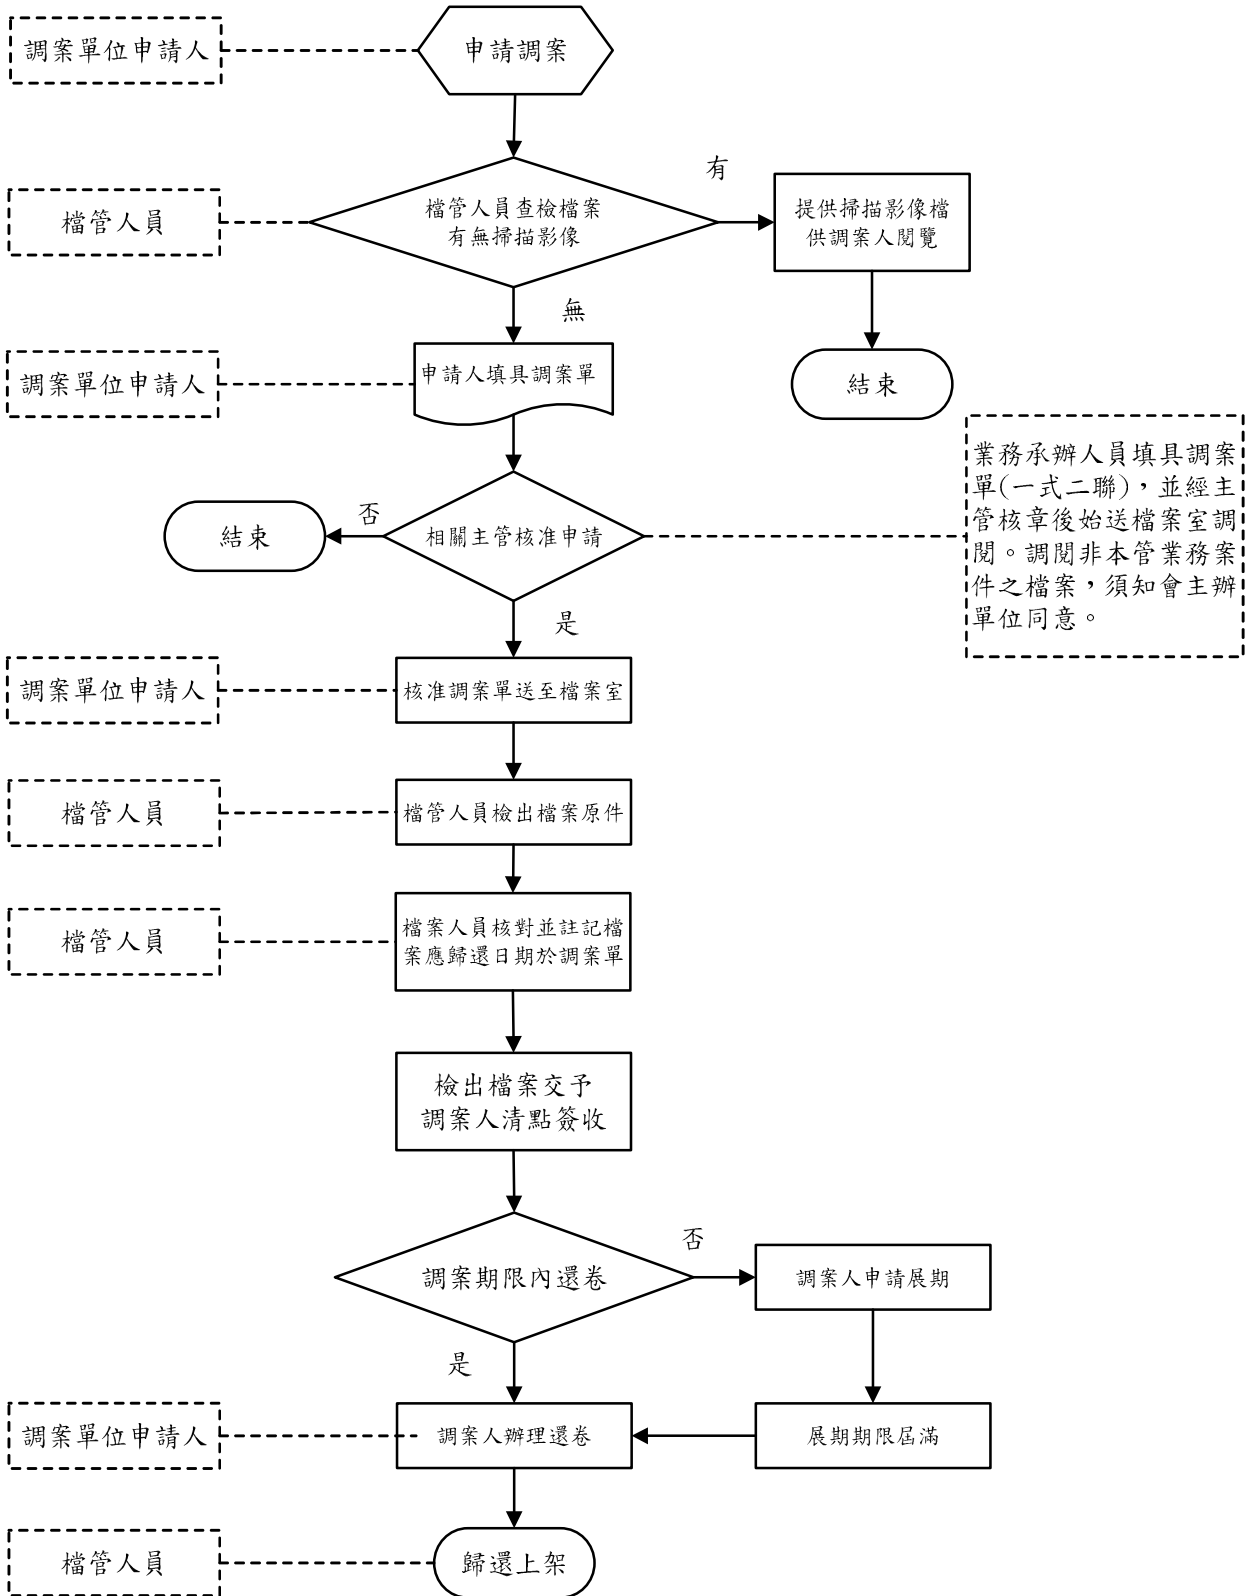 調案單位申請人
申請調案
檔管人員
檔管人員查檢檔案
有無掃描影像
有
提供掃描影像檔
供調案人閱覽
無
結束
調案單位申請人
申請人填具調案單
業務承辦人員填具調案
單(一式二聯)，並經主
管核章後始送檔案室調
閱。調閱非本管業務案
件之檔案，須知會主辦
單位同意。
結束
否
相關主管核准申請
是
調案單位申請人
核准調案單送至檔案室
檔管人員
檔管人員檢出檔案原件
檔管人員
檔案人員核對並註記檔
案應歸還日期於調案單
檢出檔案交予
調案人清點簽收
調案期限內還卷
否
調案人申請展期
是
調案單位申請人
調案人辦理還卷
展期期限屆滿
檔管人員
歸還上架